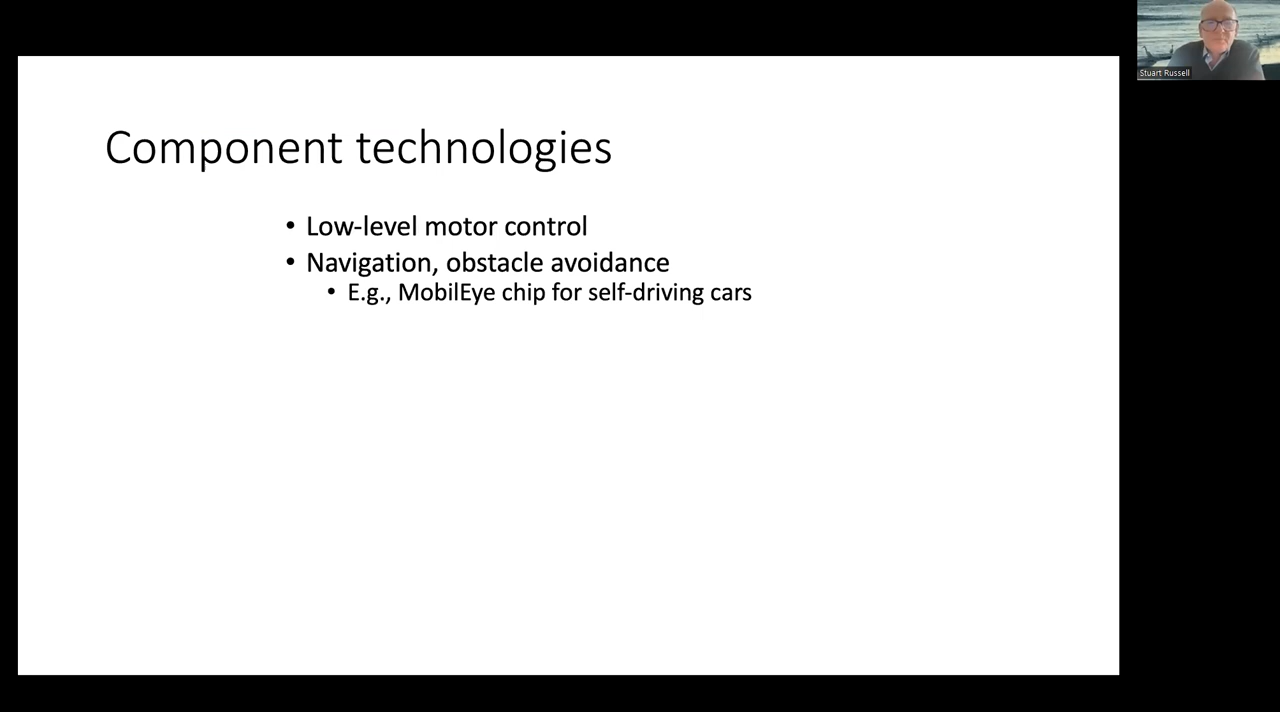 Component technologies
• Low-level motor control
• Navigation, obstacle avoidance
• E.g., MobilEye chip for self-driving cars
Stuart Russell